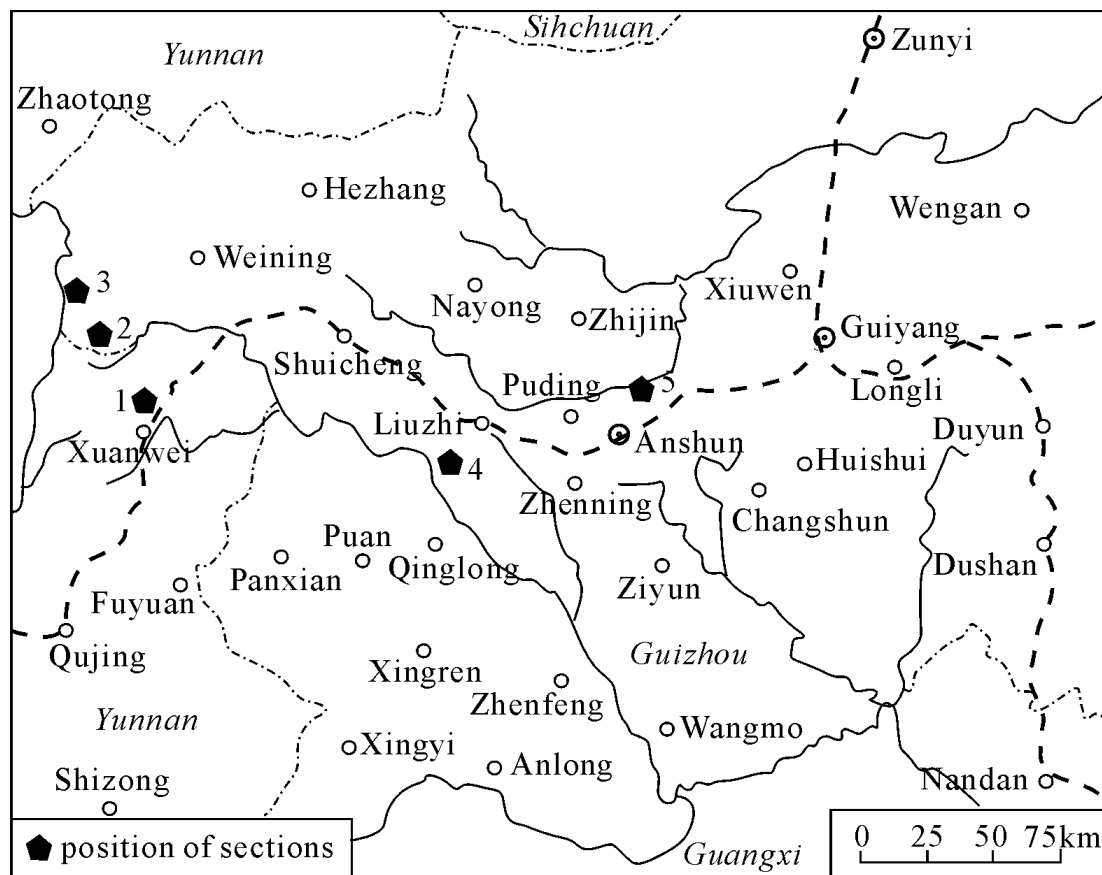 Sihchuan
Zunyi
Yunnan
Zhaotong
Hezhang
Wengan
Weining
3
Nayong
Xiuwen
2
Zhijin
Guiyang
Shuicheng
Puding
5
Longli
1
Liuzhi
Xuanwei
Anshun
Duyun
4
Huishui
Zhenning
Changshun
Puan
Panxian
Qinglong
Ziyun
Dushan
Fuyuan
Qujing
Guizhou
Xingren
Zhenfeng
Yunnan
Wangmo
Xingyi
Anlong
Shizong
Nandan
position of sections
0 25 50 75km
Guangxi